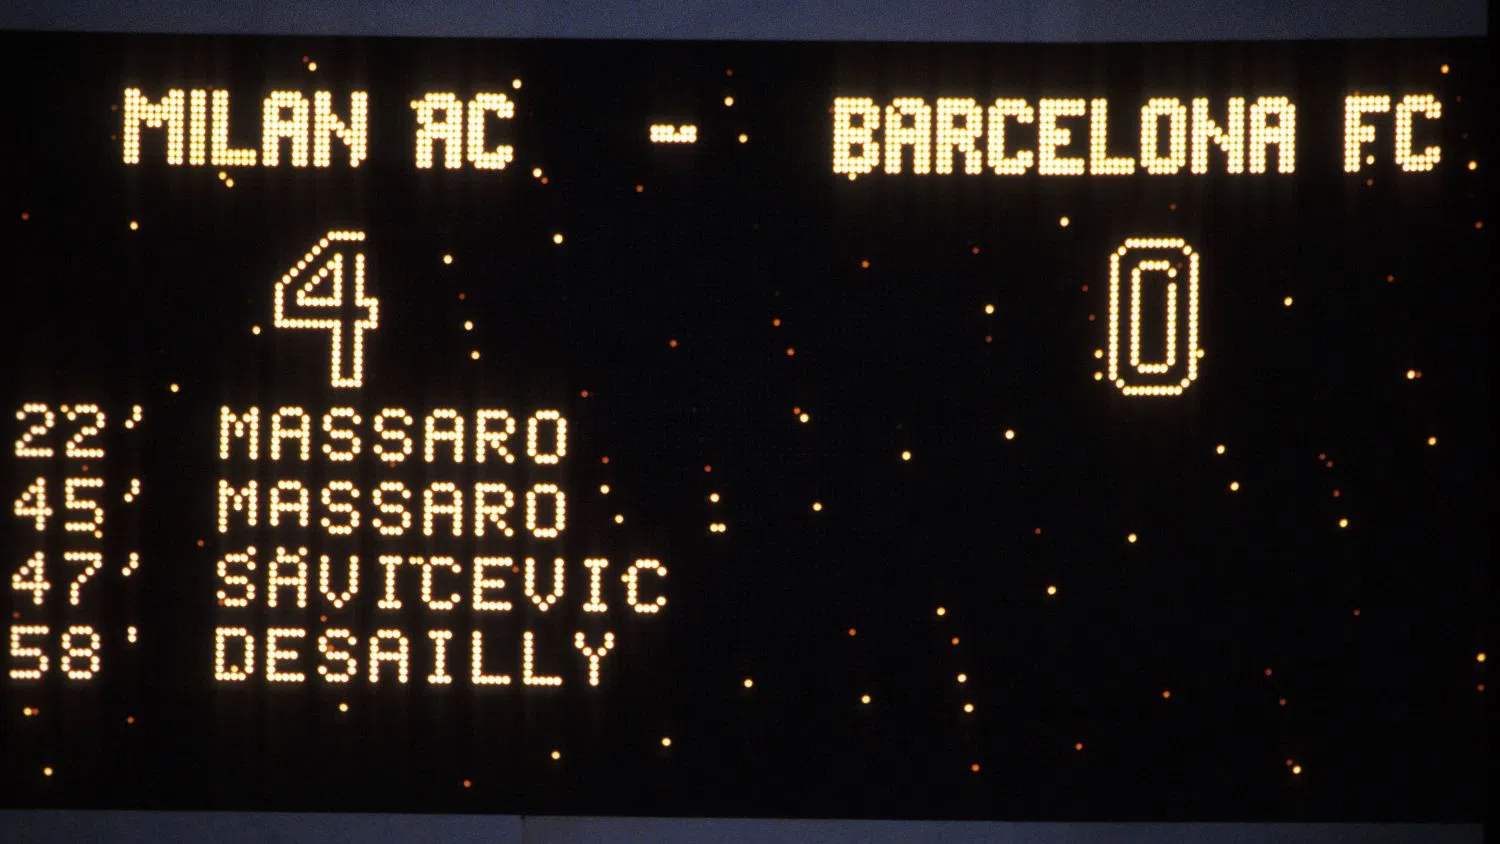 MILAN AC - BARCELONA FC
4 0
22' MASSARO
45' MASSARO
47' SAVICEVIC
58' DESAILLY